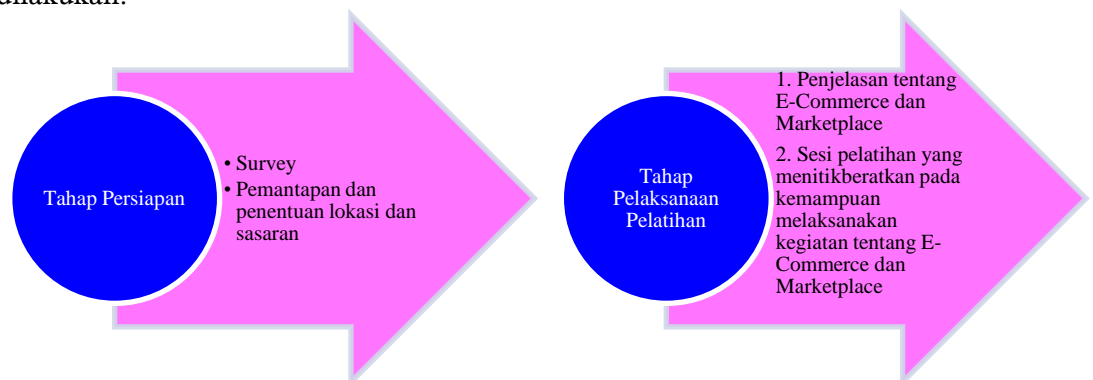 Tahap Persiapan
• Survey
• Pemantapan dan
penentuan lokasi dan
sasaran
Tahap
Pelaksanaan
Pelatihan
1. Penjelasan tentang
E-Commerce dan
Marketplace
2. Sesi pelatihan yang
menitikberatkan pada
kemampuan
melaksanakan
kegiatan tentang E-
Commerce dan
Marketplace